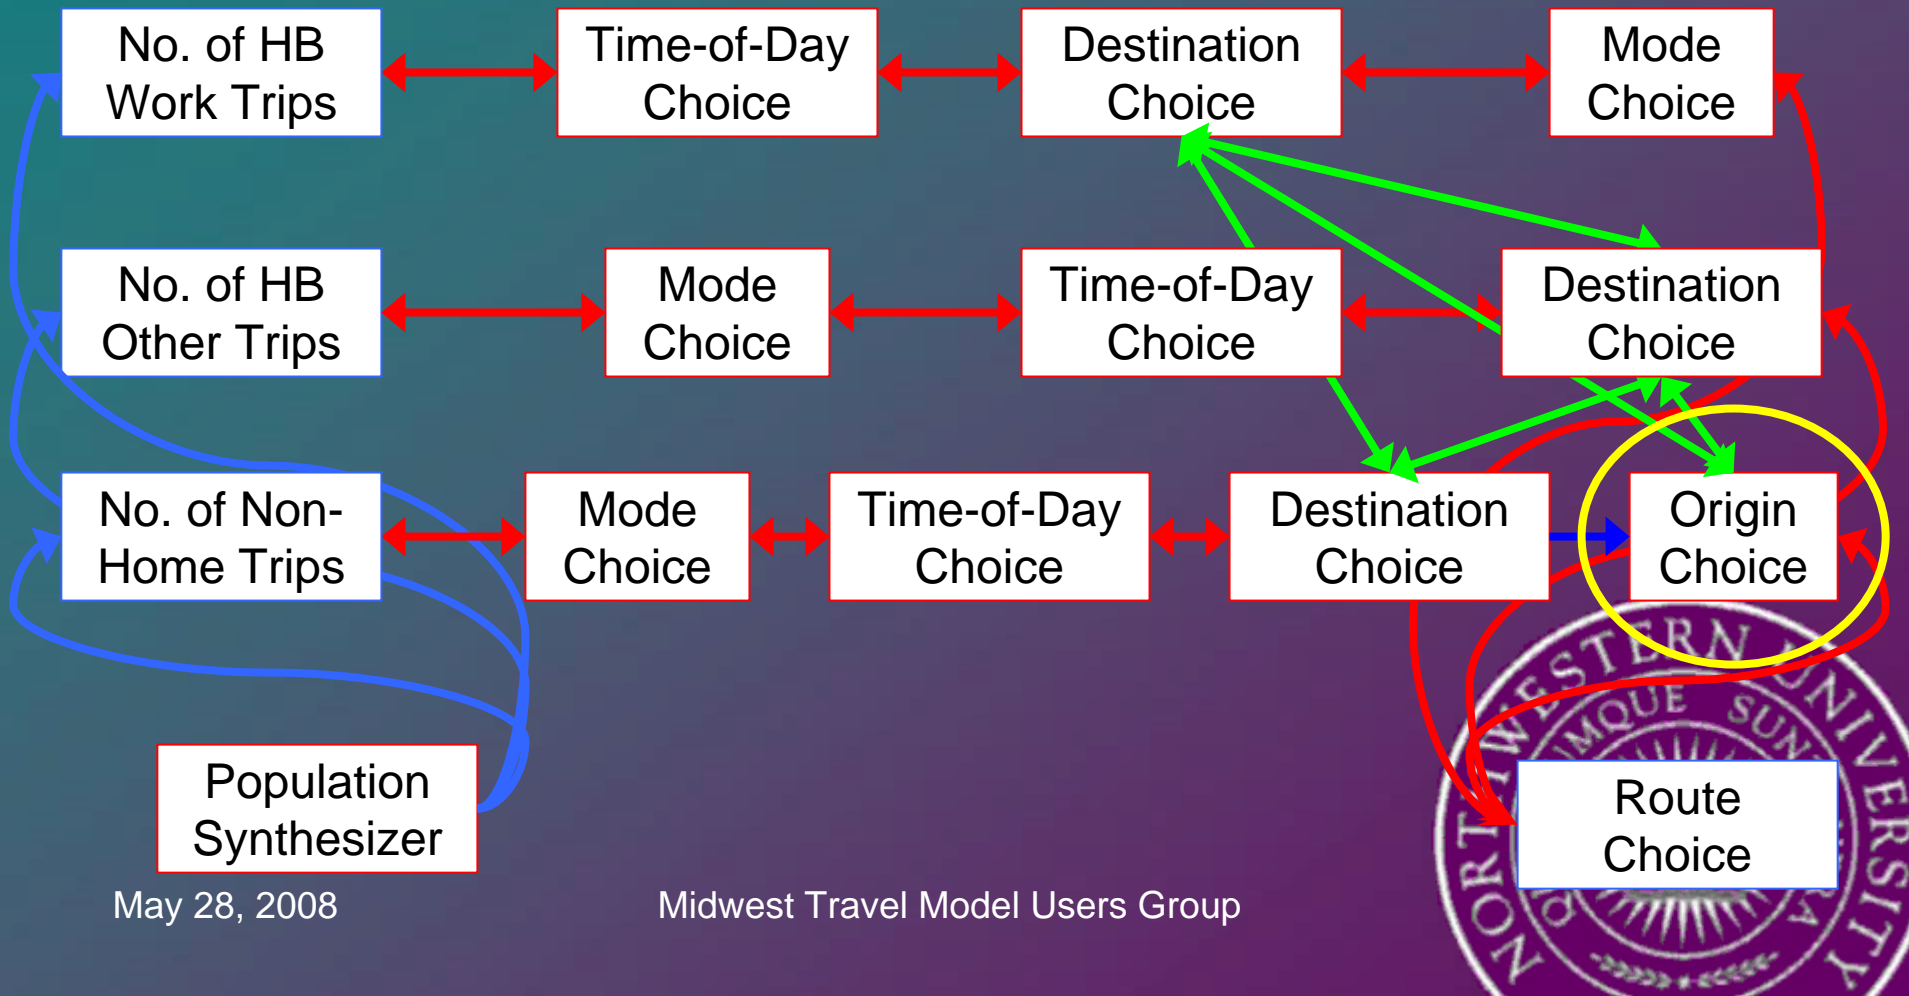 No. of HB
Work Trips
Time-of-Day
Choice
Destination
Choice
Mode
Choice
No. of HB
Other Trips
Mode
Choice
Time-of-Day
Choice
Destination
Choice
No. of Non-
Home Trips
Mode
Choice
Time-of-Day
Choice
Destination
Choice
Origin
Choice
Population
Synthesizer
Route
Choice
May 28, 2008
Midwest Travel Model Users Group
NORTHWESTERN UNIVERSITY